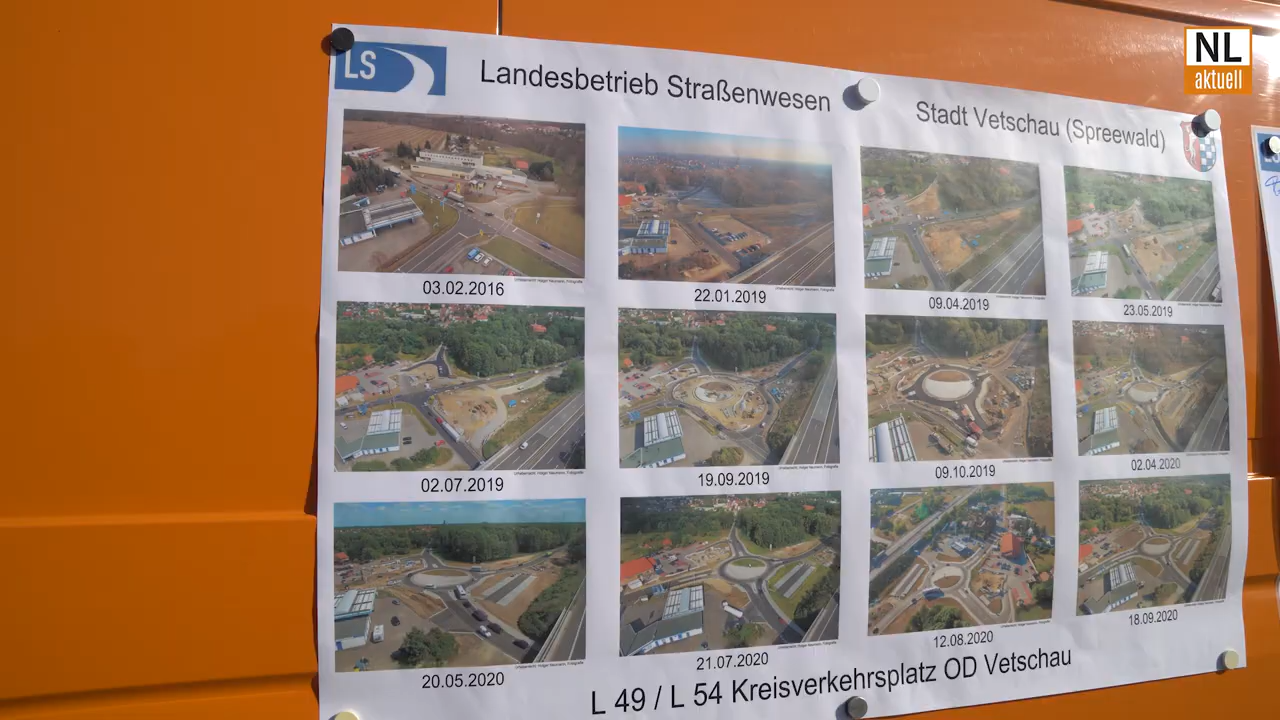 NL
aktuell
LS
Landesbetrieb Straßenwesen
Stadt Vetschau (Spreewald)
03.02.2016
22.01.2019
09.04.2019
23.05.2019
02.07.2019
19.09.2019
09.10.2019
02.04.2020
20.05.2020
21.07.2020
12.08.2020
18.09.2020
L 49 / L 54 Kreisverkehrsplatz OD Vetschau